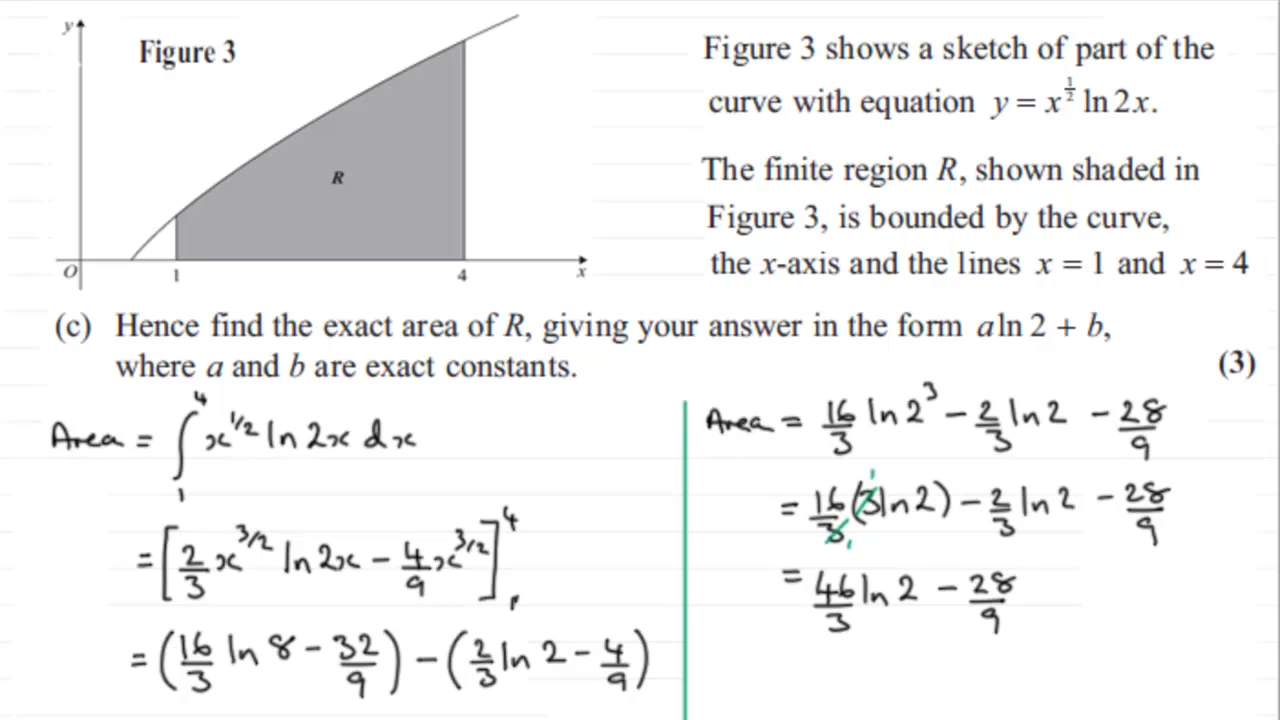 y
Figure 3
R
O
1
4
x
Figure 3 shows a sketch of part of the
curve with equation y = x^{1/2} ln 2x.
The finite region R, shown shaded in
Figure 3, is bounded by the curve,
the x-axis and the lines x = 1 and x = 4
(c) Hence find the exact area of R, giving your answer in the form a ln 2 + b,
where a and b are exact constants.
(3)
Area = ∫_1^4 x^{1/2} ln 2x dx
= [2/3 x^{3/2} ln 2x − 4/9 x^{3/2}]_1^4
= (16/3 ln 8 − 32/9) − (2/3 ln 2 − 4/9)
Area = 16/3 ln 2^3 − 2/3 ln 2 − 28/9
= 16/3 (3 ln 2) − 2/3 ln 2 − 28/9
= 46/3 ln 2 − 28/9